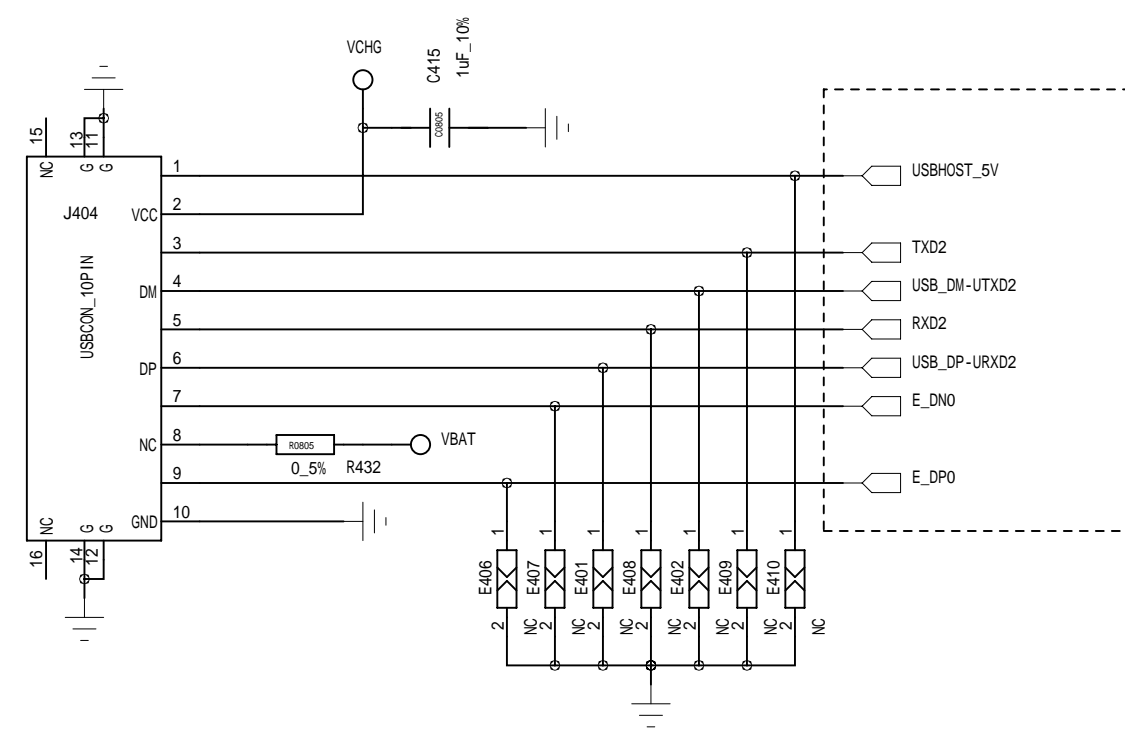 VCHG
C415
1uF_10%
C0805
15
13
11
NC
G
G
1
USBHOST_5V
J404
VCC
2
USBCON_10PIN
3
TXD2
DM
4
USB_DM-UTXD2
5
RXD2
DP
6
USB_DP-URXD2
7
E_DN0
NC
8
R0805
VBAT
0_5%
R432
9
E_DP0
GND
10
NC
G
G
16
14
12
1
1
1
1
1
1
1
E406
E407
E401
E408
E402
E409
E410
2
NC
2
2
NC
2
NC
2
NC
2
NC
2
NC